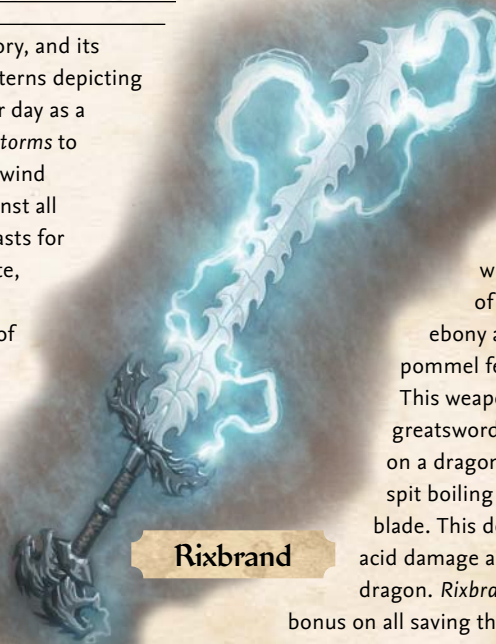 ory, and its
terns depicting
r day as a
torms to
wind
nst all
asts for
te,
of
w
of
ebony a
pommel fe
This weap
greatsword
on a dragon
spit boiling
blade. This d
acid damage a
dragon. Rixbra
bonus on all saving th
Rixbrand